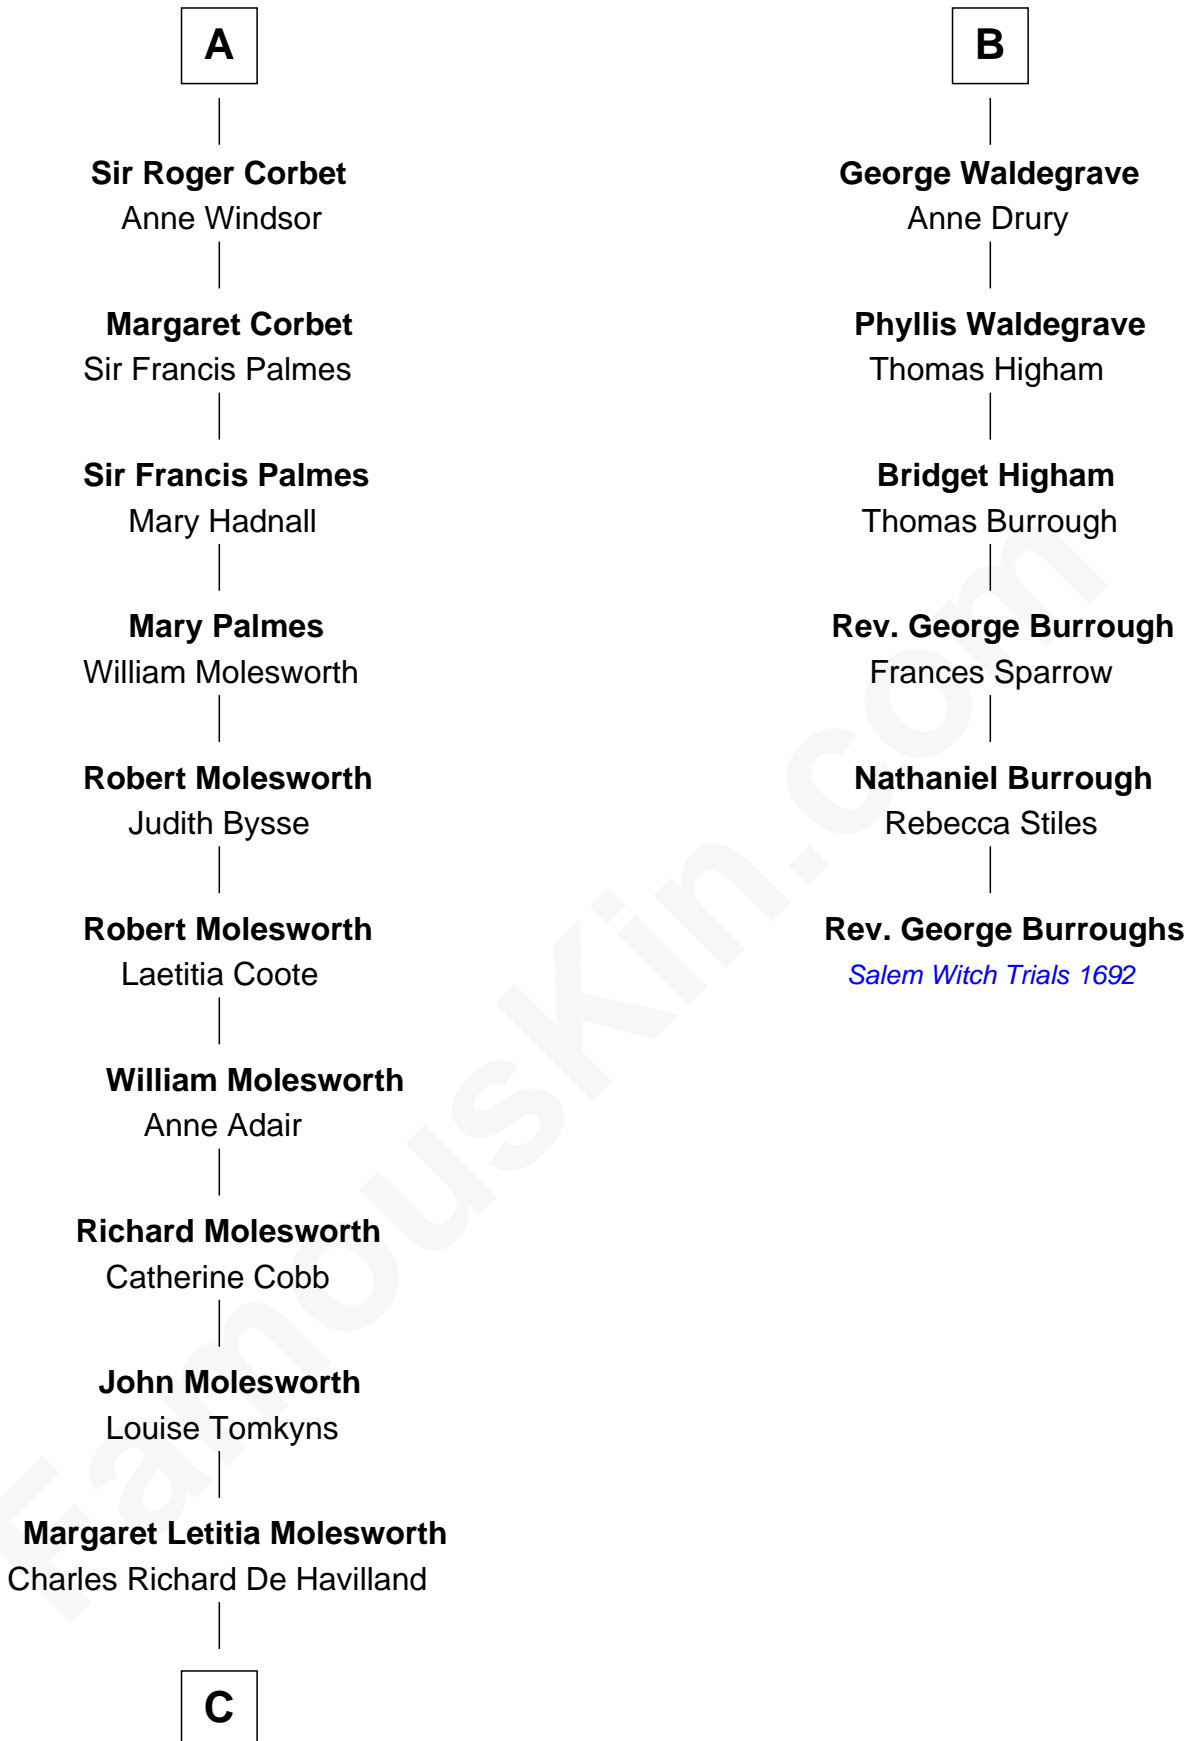 A
Sir Roger Corbet
Anne Windsor
Margaret Corbet
Sir Francis Palmes
Sir Francis Palmes
Mary Hadnall
Mary Palmes
William Molesworth
Robert Molesworth
Judith Bysse
Robert Molesworth
Laetitia Coote
William Molesworth
Anne Adair
Richard Molesworth
Catherine Cobb
John Molesworth
Louise Tomkyns
Margaret Letitia Molesworth
Charles Richard De Havilland
C
B
George Waldegrave
Anne Drury
Phyllis Waldegrave
Thomas Higham
Bridget Higham
Thomas Burrough
Rev. George Burrough
Frances Sparrow
Nathaniel Burrough
Rebecca Stiles
Rev. George Burroughs
Salem Witch Trials 1692
FamousKin.com